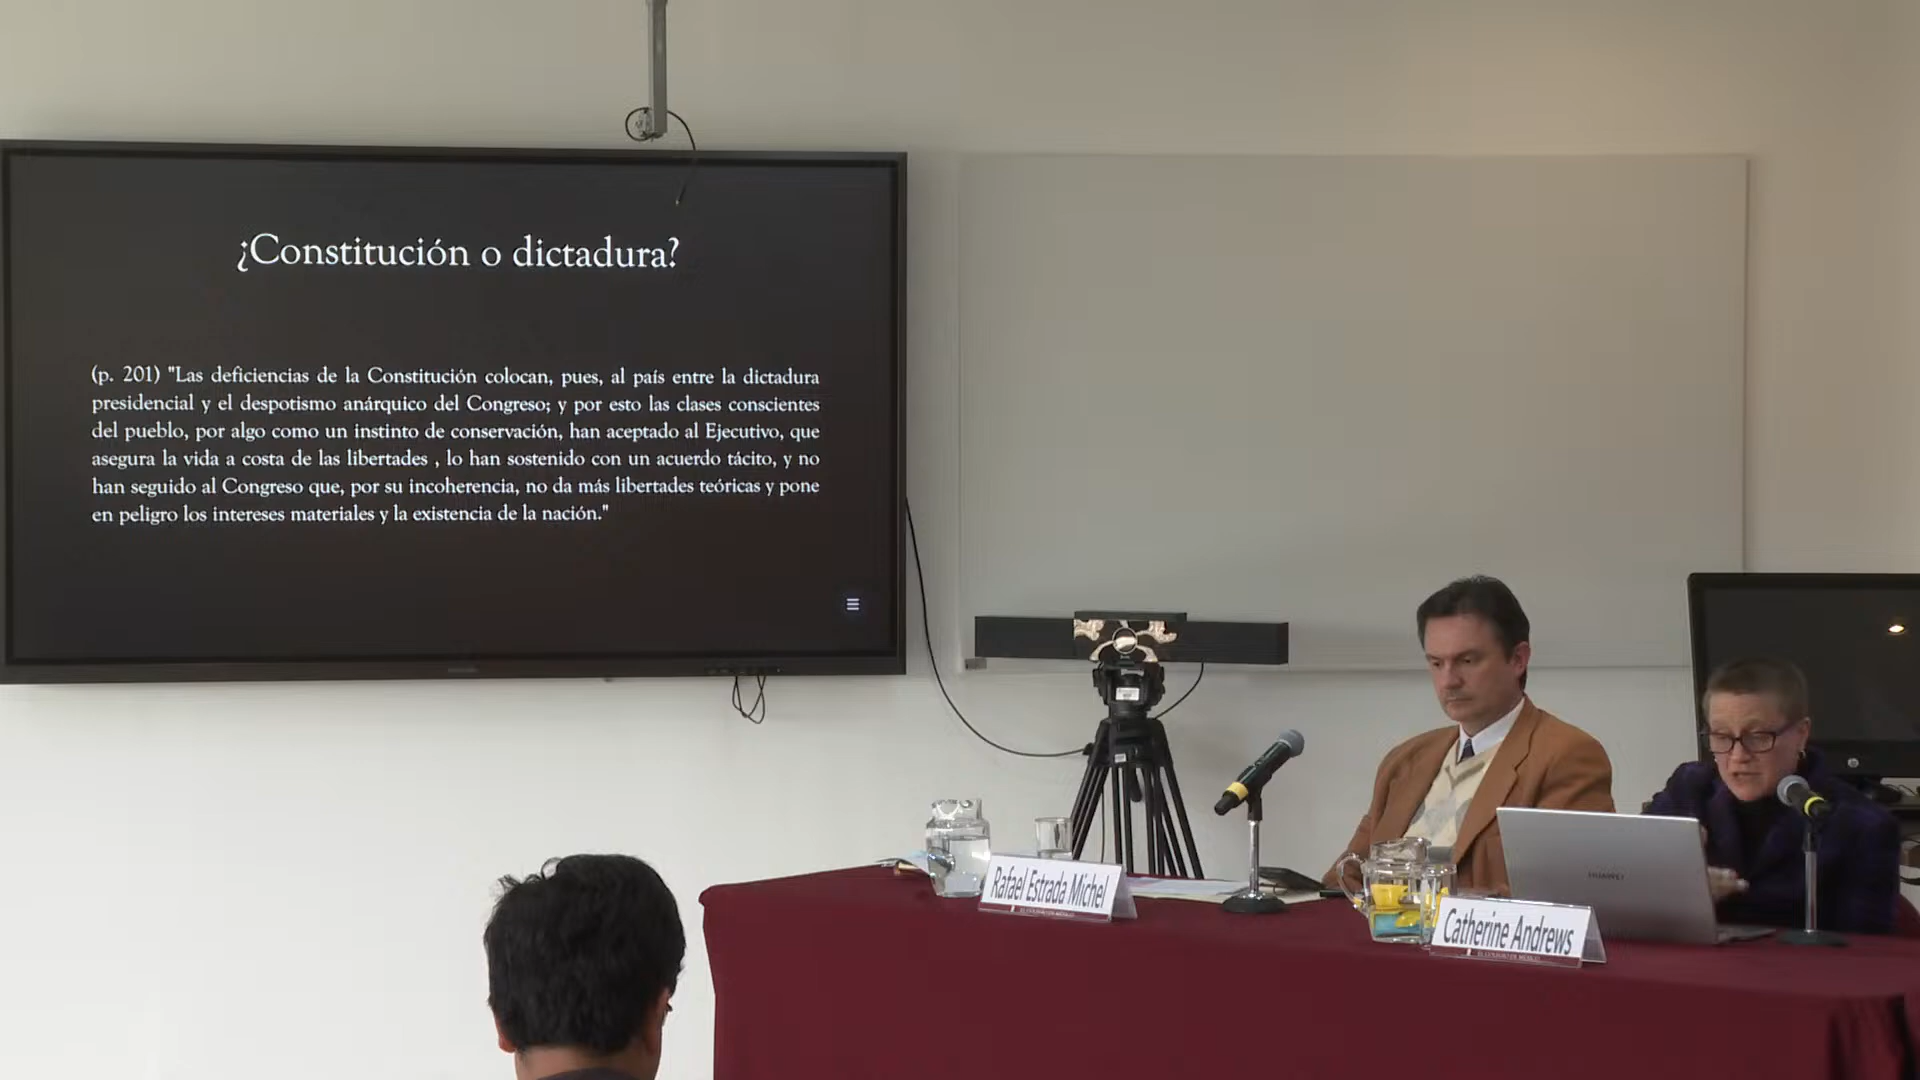 ¿Constitución o dictadura?
(p. 201) "Las deficiencias de la Constitución colocan, pues, al país entre la dictadura
presidencial y el despotismo anárquico del Congreso; y por esto las clases conscientes
del pueblo, por algo como un instinto de conservación, han aceptado al Ejecutivo, que
asegura la vida a costa de las libertades , lo han sostenido con un acuerdo tácito, y no
han seguido al Congreso que, por su incoherencia, no da más libertades teóricas y pone
en peligro los intereses materiales y la existencia de la nación."
Rafael Estrada Michel
Catherine Andrews
HUAWEI